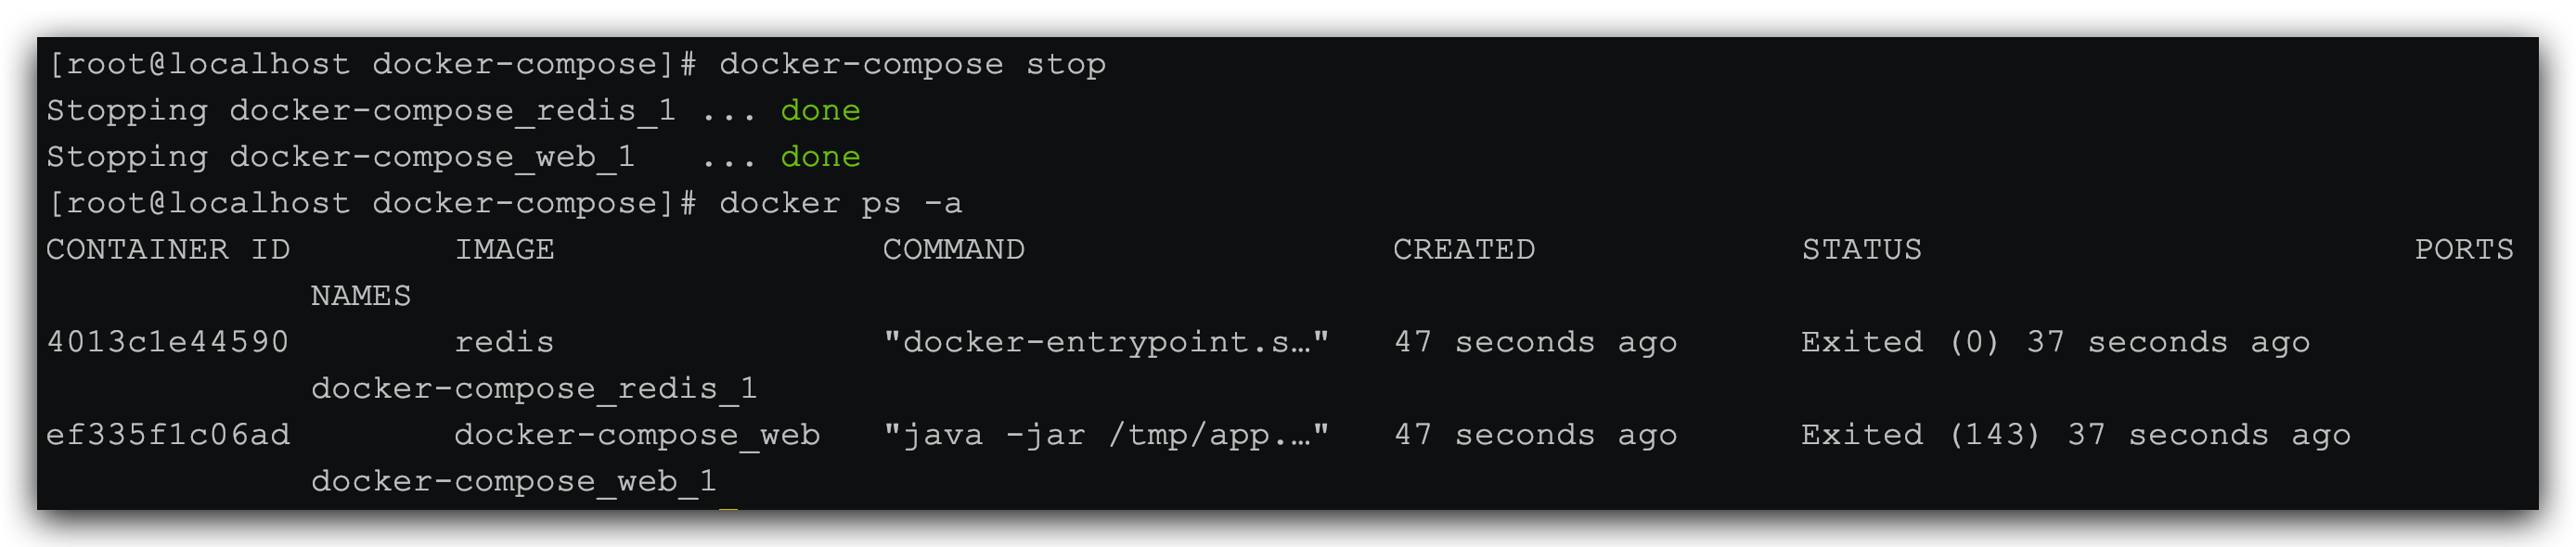 [root@localhost docker-compose]# docker-compose stop
Stopping docker-compose_redis_1 ... done
Stopping docker-compose_web_1   ... done
[root@localhost docker-compose]# docker ps -a
CONTAINER ID        IMAGE                COMMAND                  CREATED             STATUS                        PORTS
             NAMES
4013c1e44590        redis                "docker-entrypoint.s…"   47 seconds ago      Exited (0) 37 seconds ago
             docker-compose_redis_1
ef335f1c06ad        docker-compose_web   "java -jar /tmp/app.…"   47 seconds ago      Exited (143) 37 seconds ago
             docker-compose_web_1